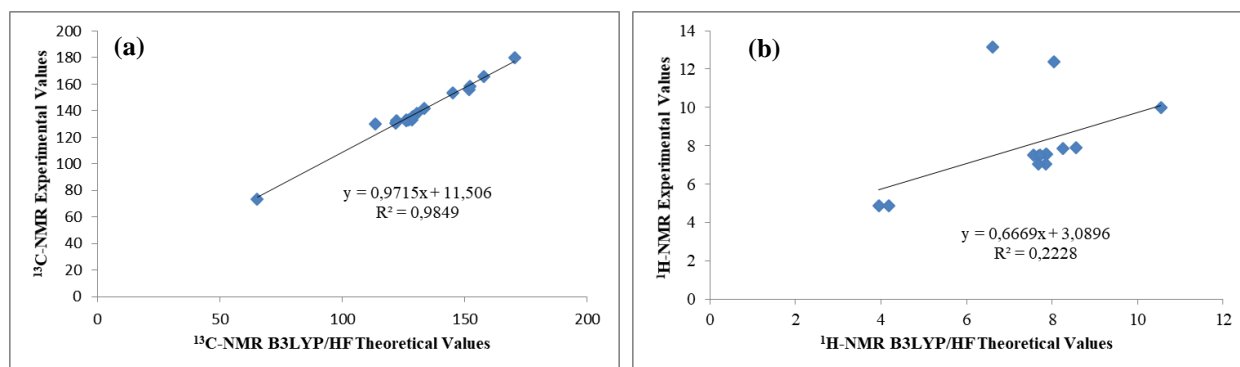 (a)
200
180
160
140
120
100
80
60
40
20
0
¹³C-NMR Experimental Values
y = 0,9715x + 11,506
R² = 0,9849
0 50 100 150 200
¹³C-NMR B3LYP/HF Theoretical Values
(b)
14
12
10
8
6
4
2
0
¹H-NMR Experimental Values
y = 0,6669x + 3,0896
R² = 0,2228
0 2 4 6 8 10 12
¹H-NMR B3LYP/HF Theoretical Values